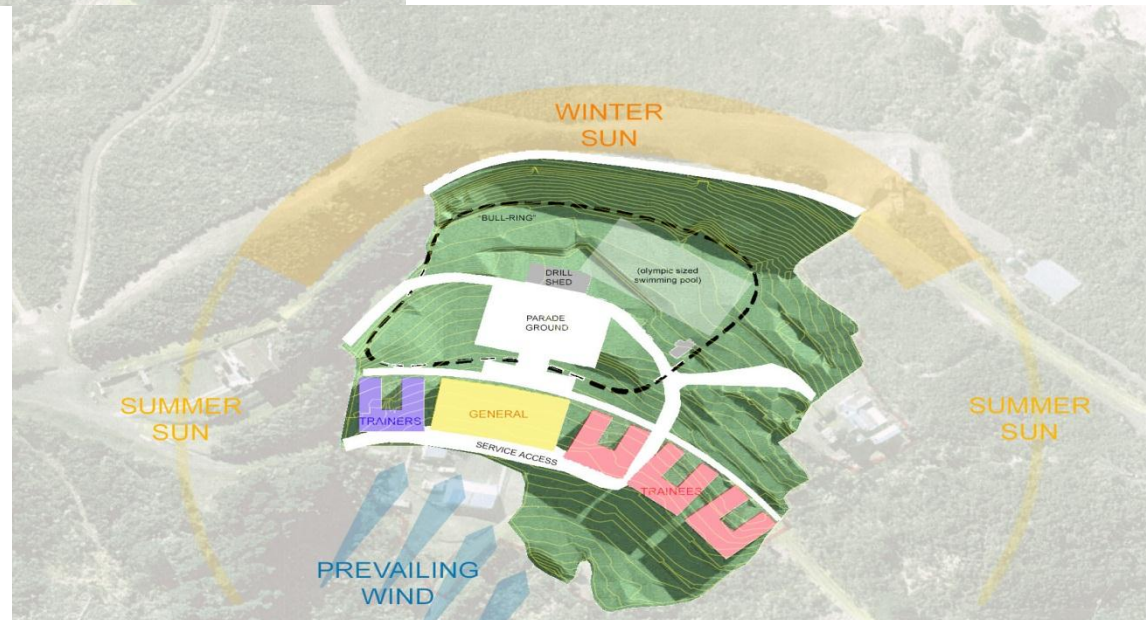 WINTER
SUN
"BULL-RING"
DRILL
SHED
(olympic sized
swimming pool)
PARADE
GROUND
SUMMER
SUN
SUMMER
SUN
TRAINERS
GENERAL
SERVICE ACCESS
TRAINEES
PREVAILING
WIND